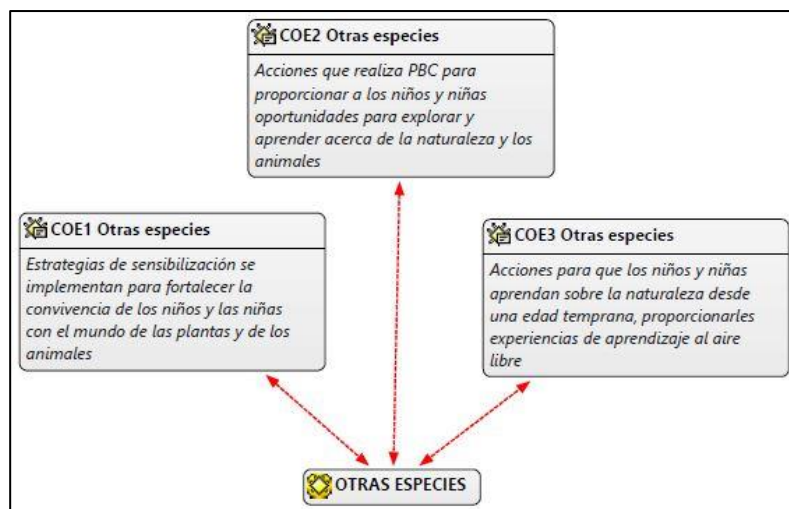 COE2 Otras especies
Acciones que realiza PBC para
proporcionar a los niños y niñas
oportunidades para explorar y
aprender acerca de la naturaleza y los
animales
COE1 Otras especies
Estrategias de sensibilización se
implementan para fortalecer la
convivencia de los niños y las niñas
con el mundo de las plantas y de los
animales
COE3 Otras especies
Acciones para que los niños y niñas
aprendan sobre la naturaleza desde
una edad temprana, proporcionarles
experiencias de aprendizaje al aire
libre
OTRAS ESPECIES